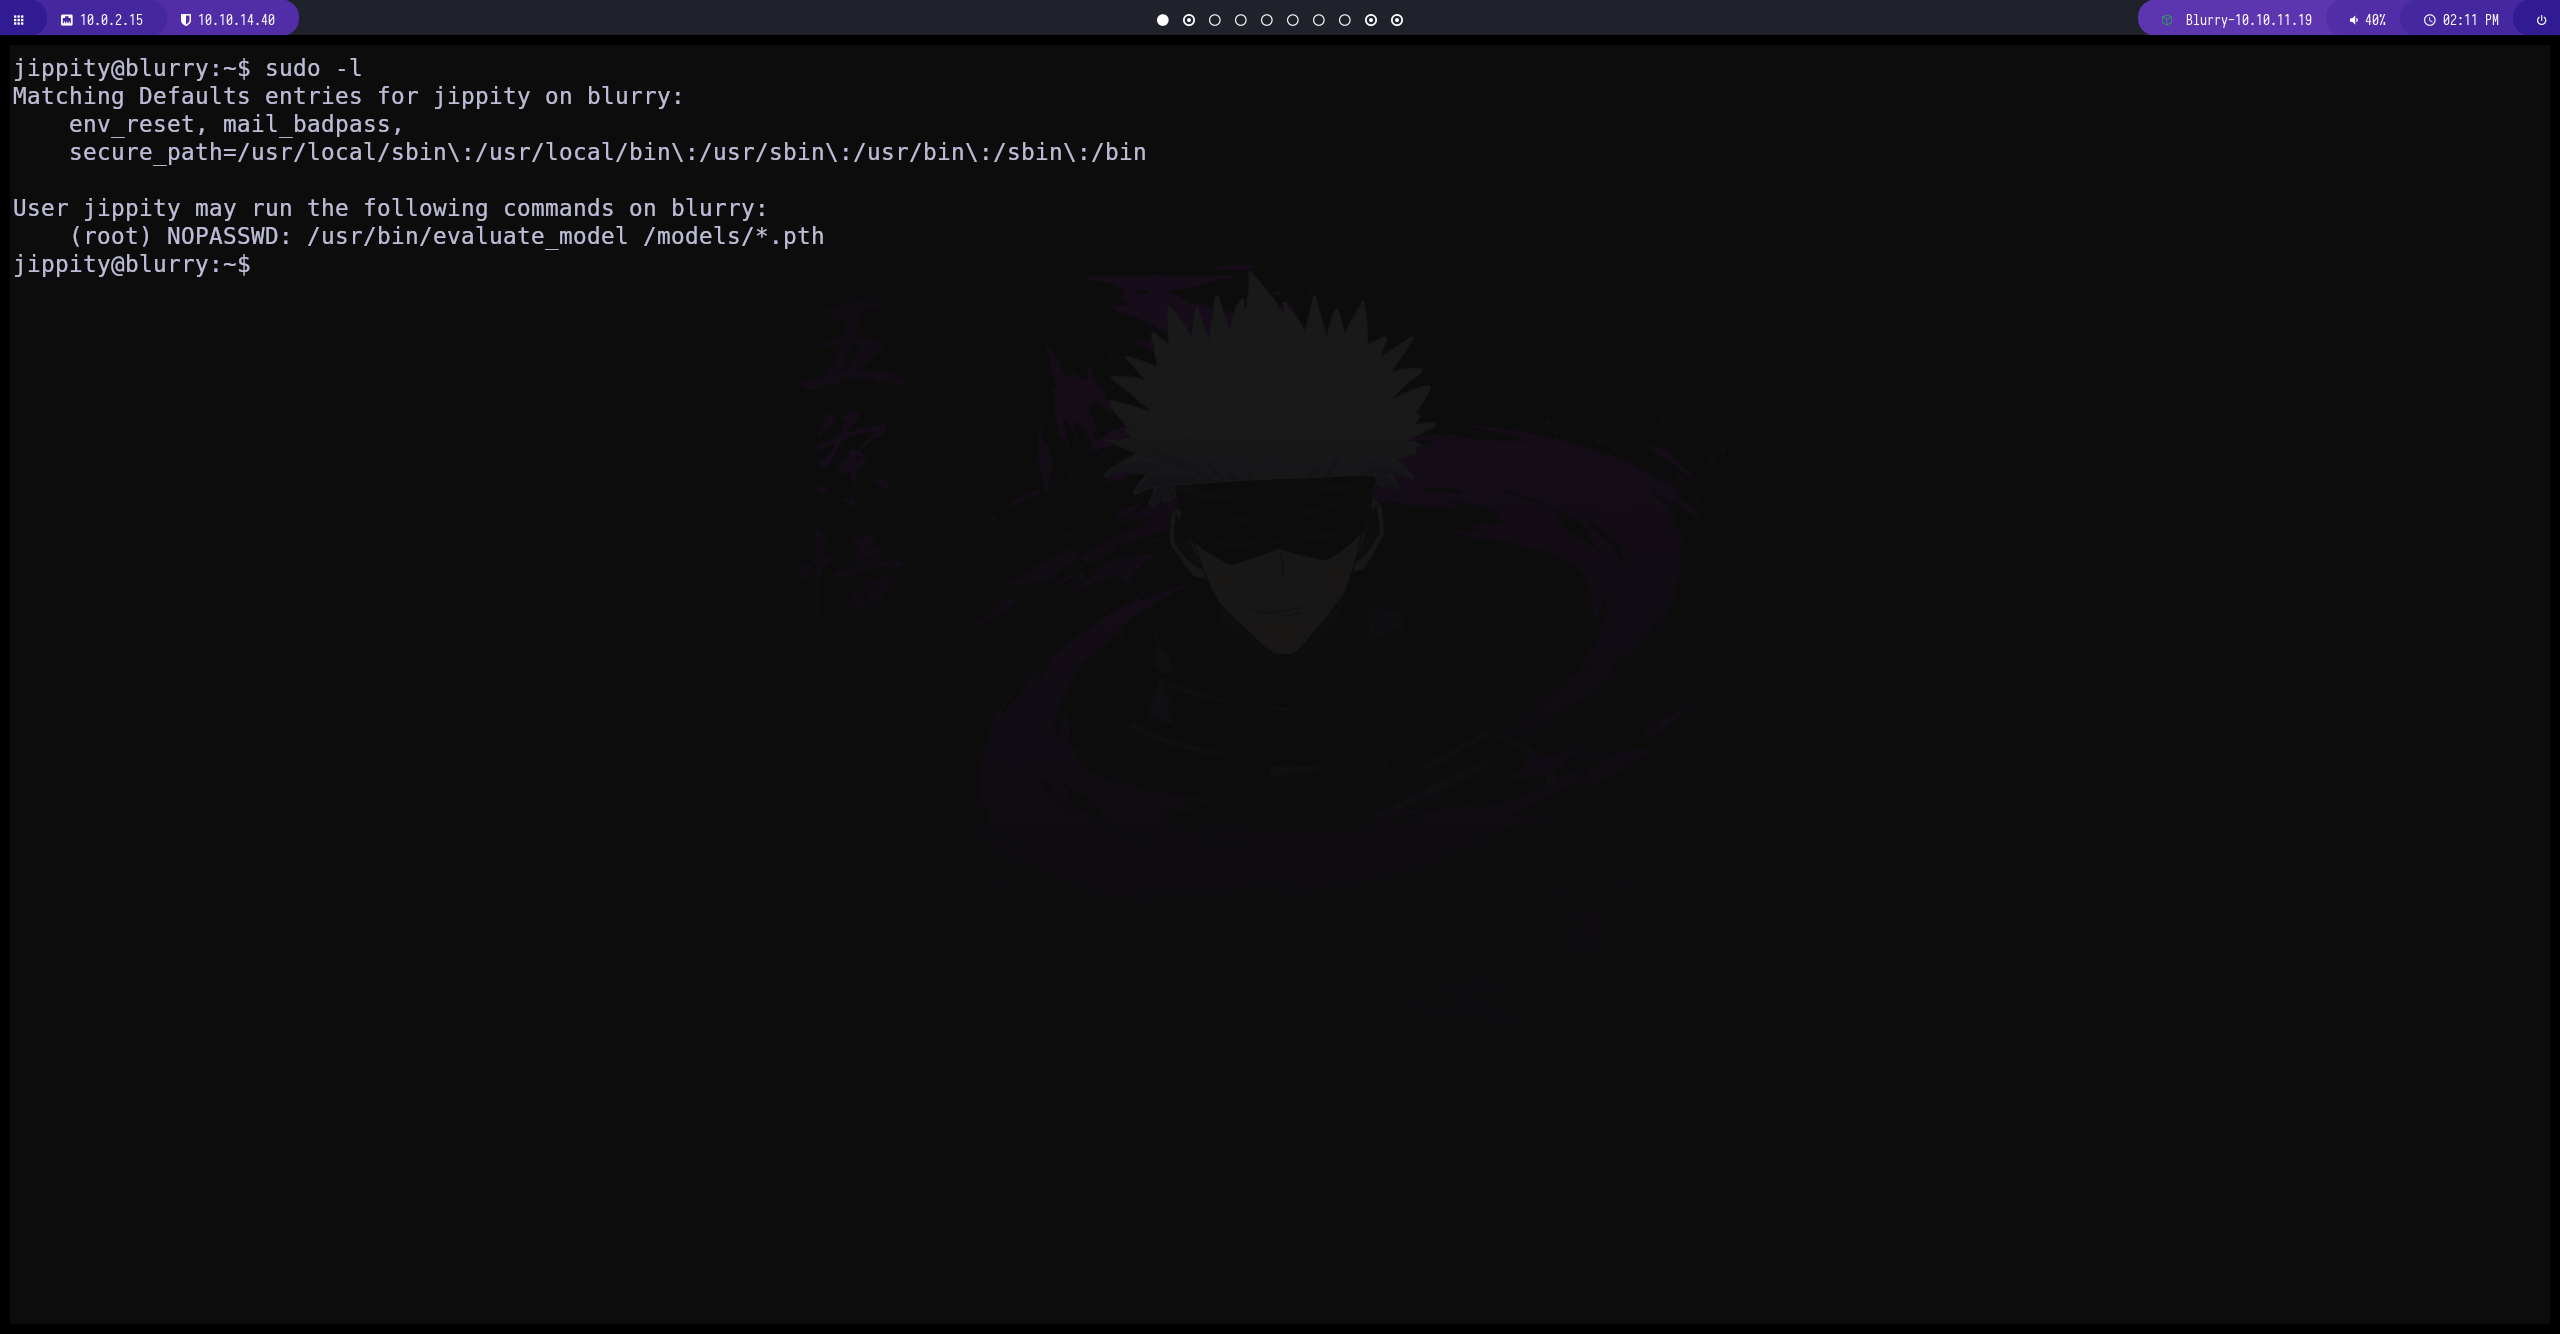 10.0.2.15 10.10.14.40 Blurry-10.10.11.19 40% 02:11 PM
jippity@blurry:~$ sudo -l
Matching Defaults entries for jippity on blurry:
    env_reset, mail_badpass,
    secure_path=/usr/local/sbin\:/usr/local/bin\:/usr/sbin\:/usr/bin\:/sbin\:/bin

User jippity may run the following commands on blurry:
    (root) NOPASSWD: /usr/bin/evaluate_model /models/*.pth
jippity@blurry:~$
五
条
悟